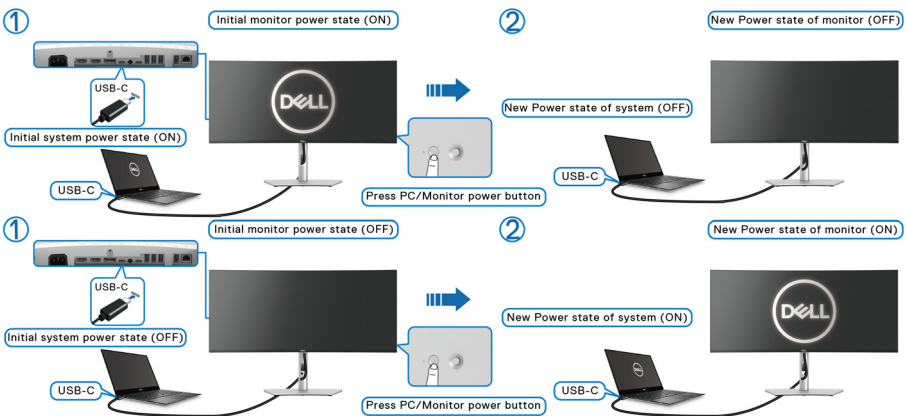 1
Initial monitor power state (ON)
2
New Power state of monitor (OFF)
USB-C
DELL
New Power state of system (OFF)
Initial system power state (ON)
DELL
USB-C
USB-C
Press PC/Monitor power button
1
Initial monitor power state (OFF)
2
New Power state of monitor (ON)
USB-C
DELL
New Power state of system (ON)
Initial system power state (OFF)
DELL
USB-C
USB-C
Press PC/Monitor power button